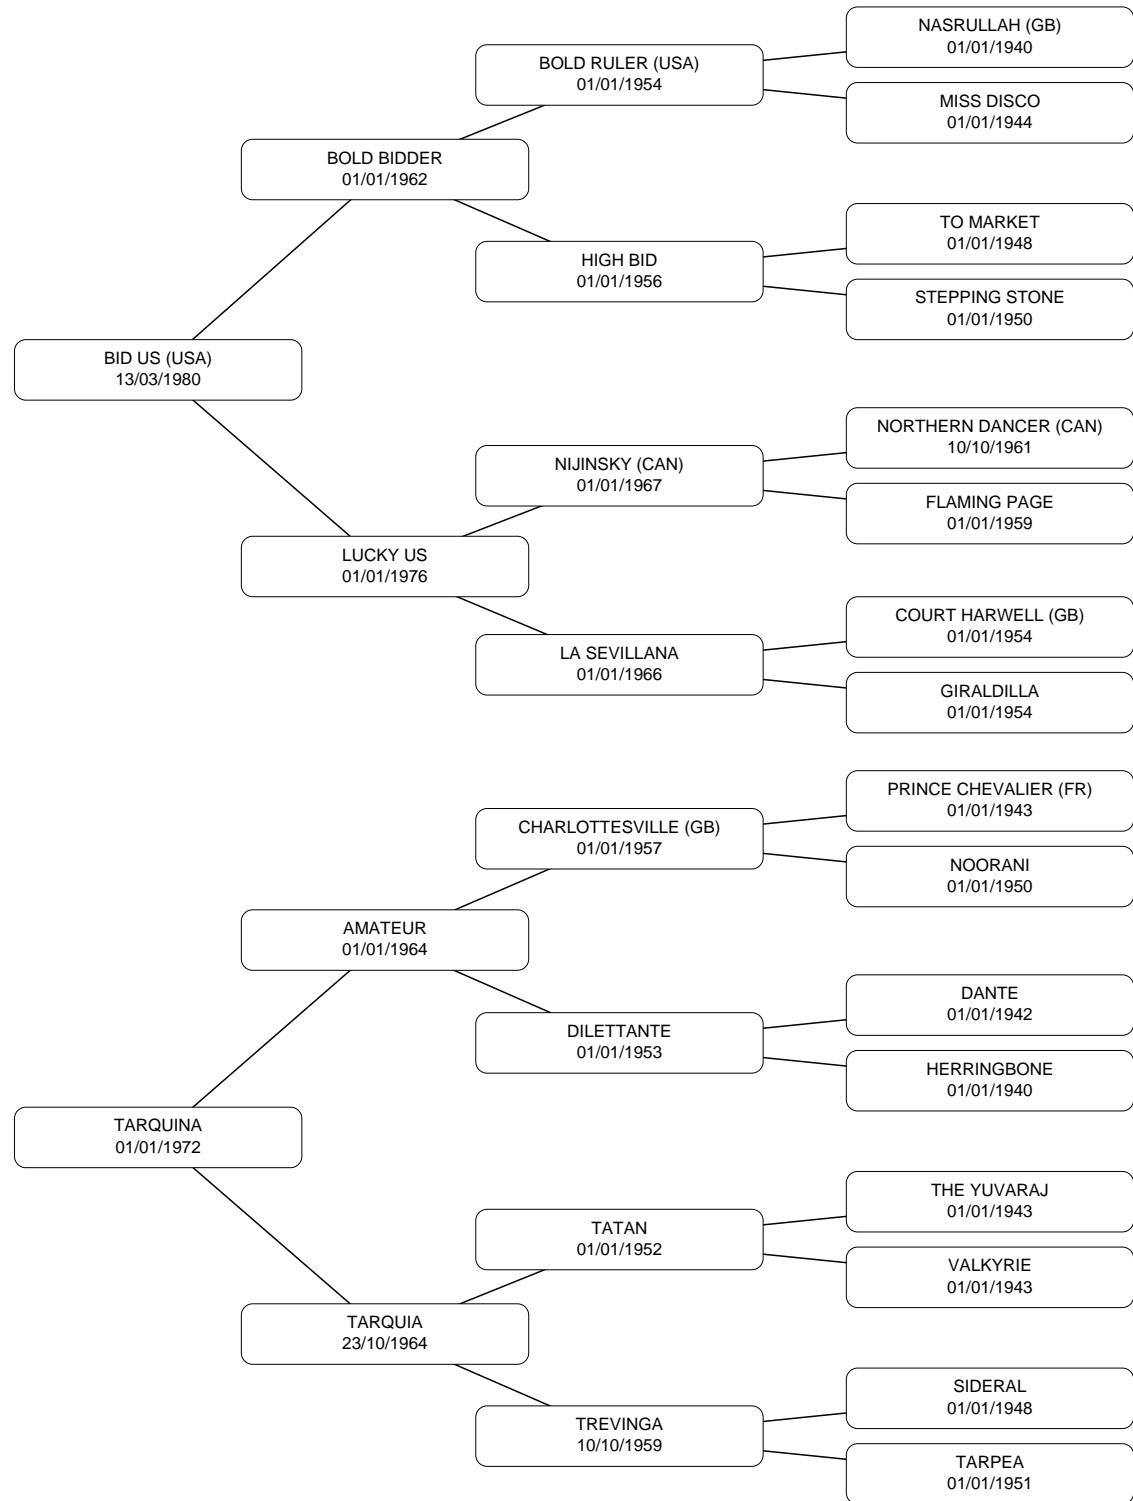 NASRULLAH (GB)
01/01/1940
BOLD RULER (USA)
01/01/1954
MISS DISCO
01/01/1944
BOLD BIDDER
01/01/1962
TO MARKET
01/01/1948
HIGH BID
01/01/1956
STEPPING STONE
01/01/1950
BID US (USA)
13/03/1980
NORTHERN DANCER (CAN)
10/10/1961
NIJINSKY (CAN)
01/01/1967
FLAMING PAGE
01/01/1959
LUCKY US
01/01/1976
COURT HARWELL (GB)
01/01/1954
LA SEVILLANA
01/01/1966
GIRALDILLA
01/01/1954
PRINCE CHEVALIER (FR)
01/01/1943
CHARLOTTESVILLE (GB)
01/01/1957
NOORANI
01/01/1950
AMATEUR
01/01/1964
DANTE
01/01/1942
DILETTANTE
01/01/1953
HERRINGBONE
01/01/1940
TARQUINA
01/01/1972
THE YUVARAJ
01/01/1943
TATAN
01/01/1952
VALKYRIE
01/01/1943
TARQUIA
23/10/1964
SIDERAL
01/01/1948
TREVINGA
10/10/1959
TARPEA
01/01/1951